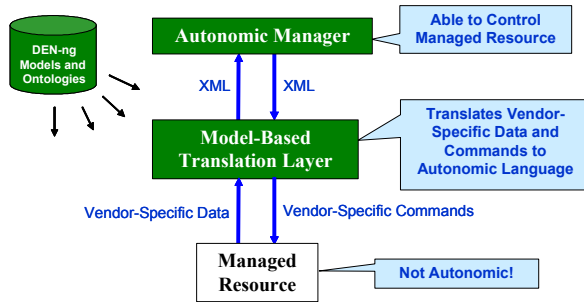 DEN-ng
Models and
Ontologies
Autonomic Manager
Able to Control
Managed Resource
XML
XML
Model-Based
Translation Layer
Translates Vendor-
Specific Data and
Commands to
Autonomic Language
Vendor-Specific Data
Vendor-Specific Commands
Managed
Resource
Not Autonomic!